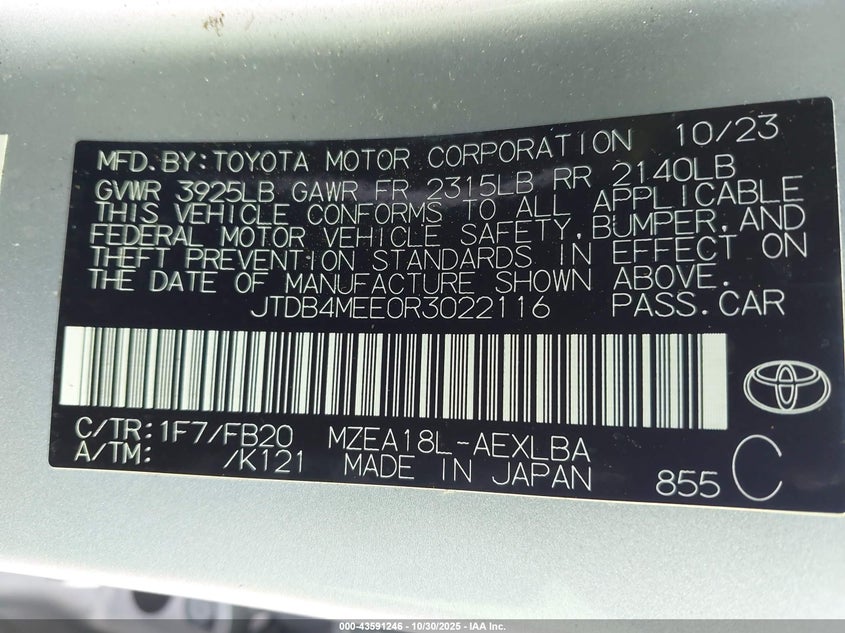 MFD.BY:TOYOTA MOTOR CORPORATION 10/23
GVWR 3925LB GAWR FR 2315LB RR 2140LB
THIS VEHICLE CONFORMS TO ALL APPLICABLE
FEDERAL MOTOR VEHICLE SAFETY,BUMPER,AND
THEFT PREVENTION STANDARDS IN EFFECT ON
THE DATE OF MANUFACTURE SHOWN ABOVE.
JTDB4MEE0R3022116 PASS.CAR
C/TR:1F7/FB20 MZEA18L-AEXLBA
A/TM: /K121 MADE IN JAPAN 855 C
000-43591246 - 10/30/2025 - IAA Inc.